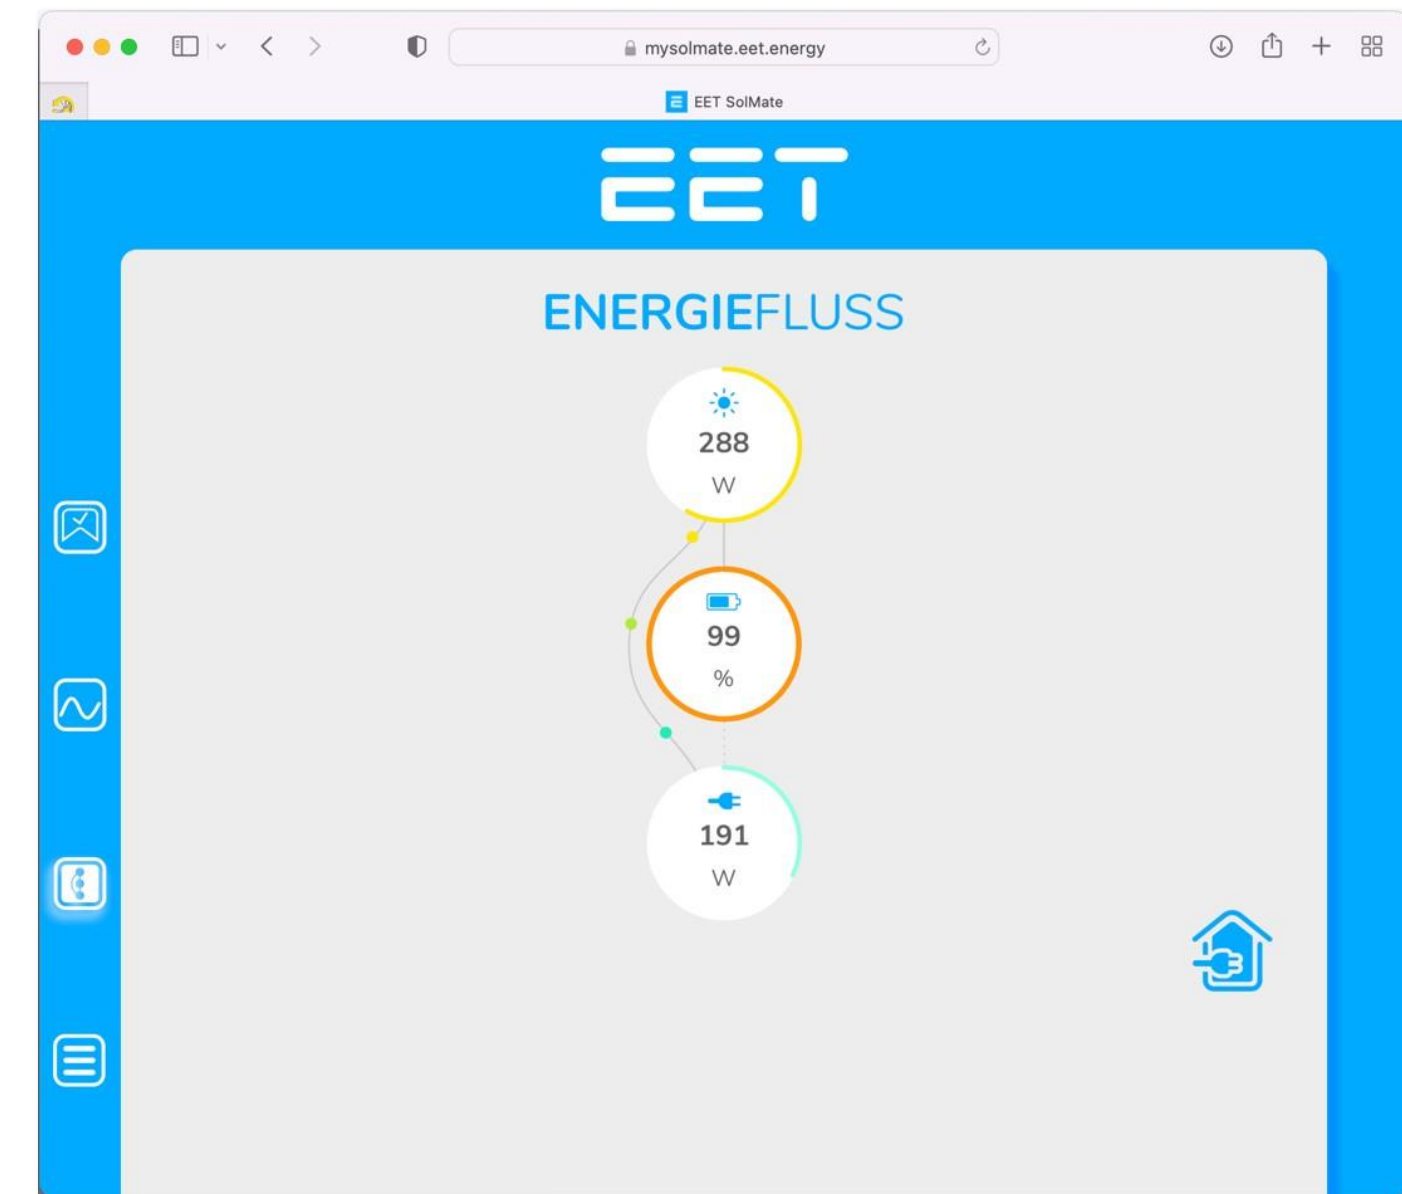 mysolmate.eet.energy
EET SolMate
EET
ENERGIEFLUSS
288
W
99
%
191
W